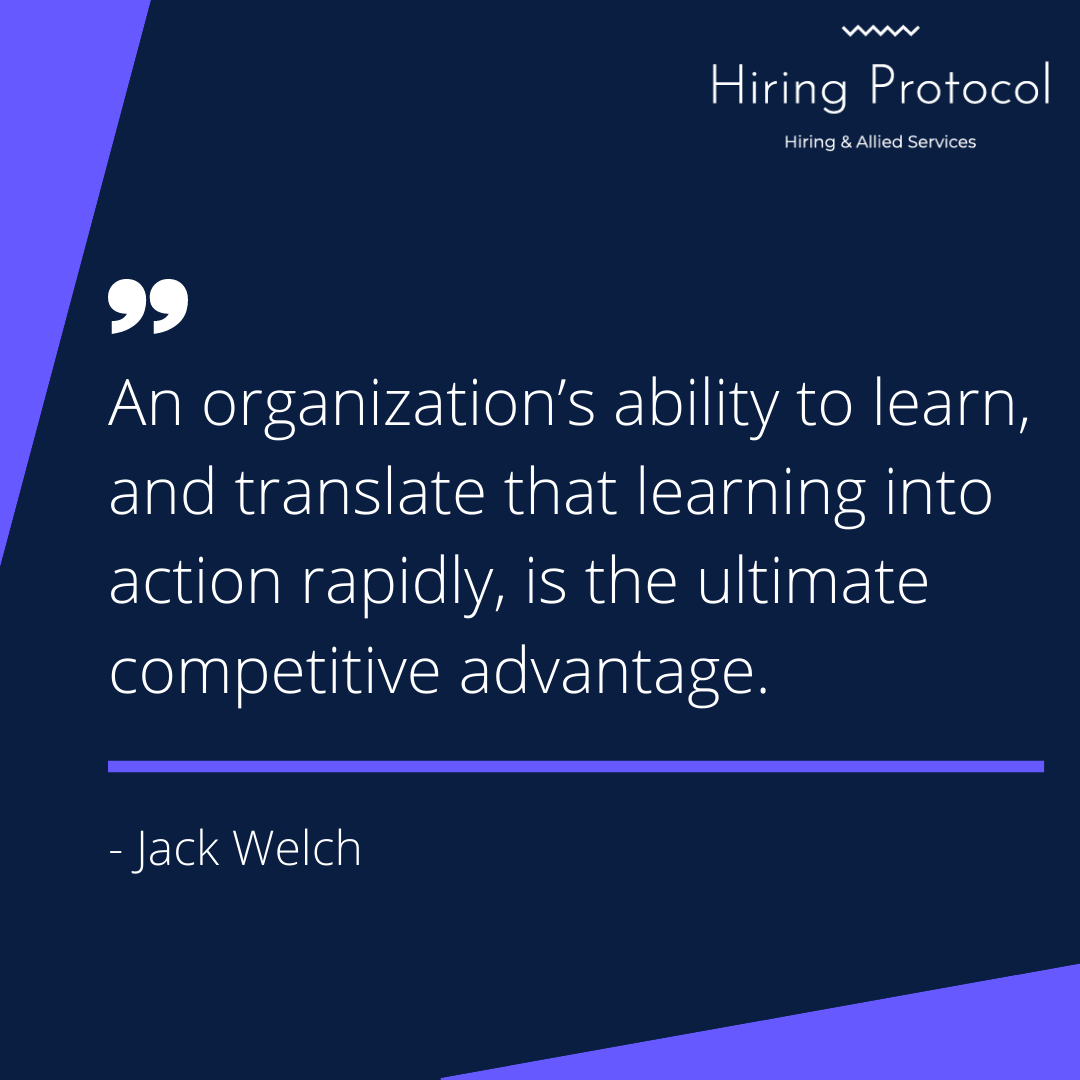 Hiring Protocol
Hiring & Allied Services
”
An organization’s ability to learn,
and translate that learning into
action rapidly, is the ultimate
competitive advantage.
- Jack Welch